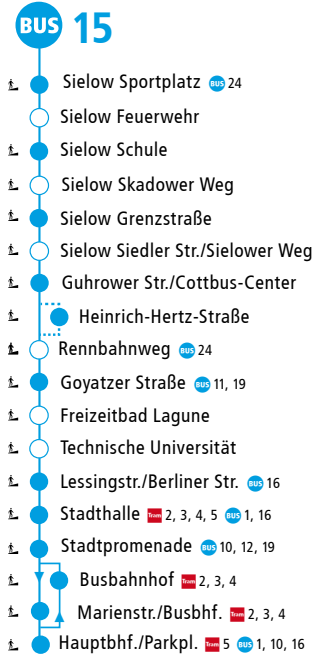 BUS 15
Sielow Sportplatz BUS 24
Sielow Feuerwehr
Sielow Schule
Sielow Skadower Weg
Sielow Grenzstraße
Sielow Siedler Str./Sielower Weg
Guhrower Str./Cottbus-Center
Heinrich-Hertz-Straße
Rennbahnweg BUS 24
Goyatzer Straße BUS 11, 19
Freizeitbad Lagune
Technische Universität
Lessingstr./Berliner Str. BUS 16
Stadthalle Tram 2, 3, 4, 5 BUS 1, 16
Stadtpromenade BUS 10, 12, 19
Busbahnhof Tram 2, 3, 4
Marienstr./Busbhf. Tram 2, 3, 4
Hauptbhf./Parkpl. Tram 5 BUS 1, 10, 16